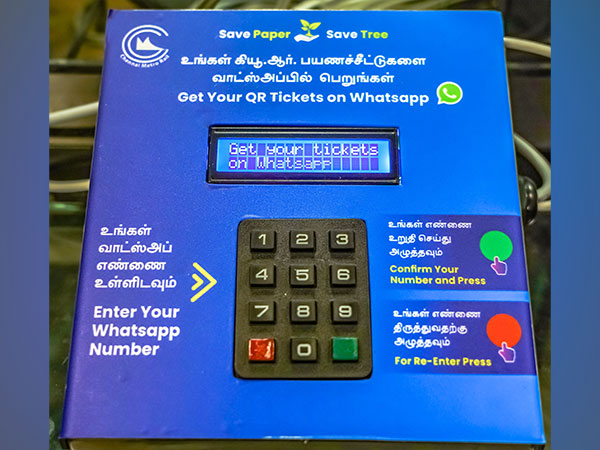 Save Paper Save Tree
Chennai Metro Rail
உங்கள் கியூ.ஆர். பயணச்சீட்டுகளை
வாட்ஸ்அப்பில் பெறுங்கள்
Get Your QR Tickets on Whatsapp
Get your tickets
on Whatsapp
உங்கள்
வாட்ஸ்அப்
எண்ணை
உள்ளிடவும்
Enter Your
Whatsapp
Number
1 2 3
4 5 6
7 8 9
0
உங்கள் எண்ணை
உறுதி செய்து
அழுத்தவும்
Confirm Your
Number and Press
உங்கள் எண்ணை
திருத்துவதற்கு
அழுத்தவும்
For Re-Enter Press